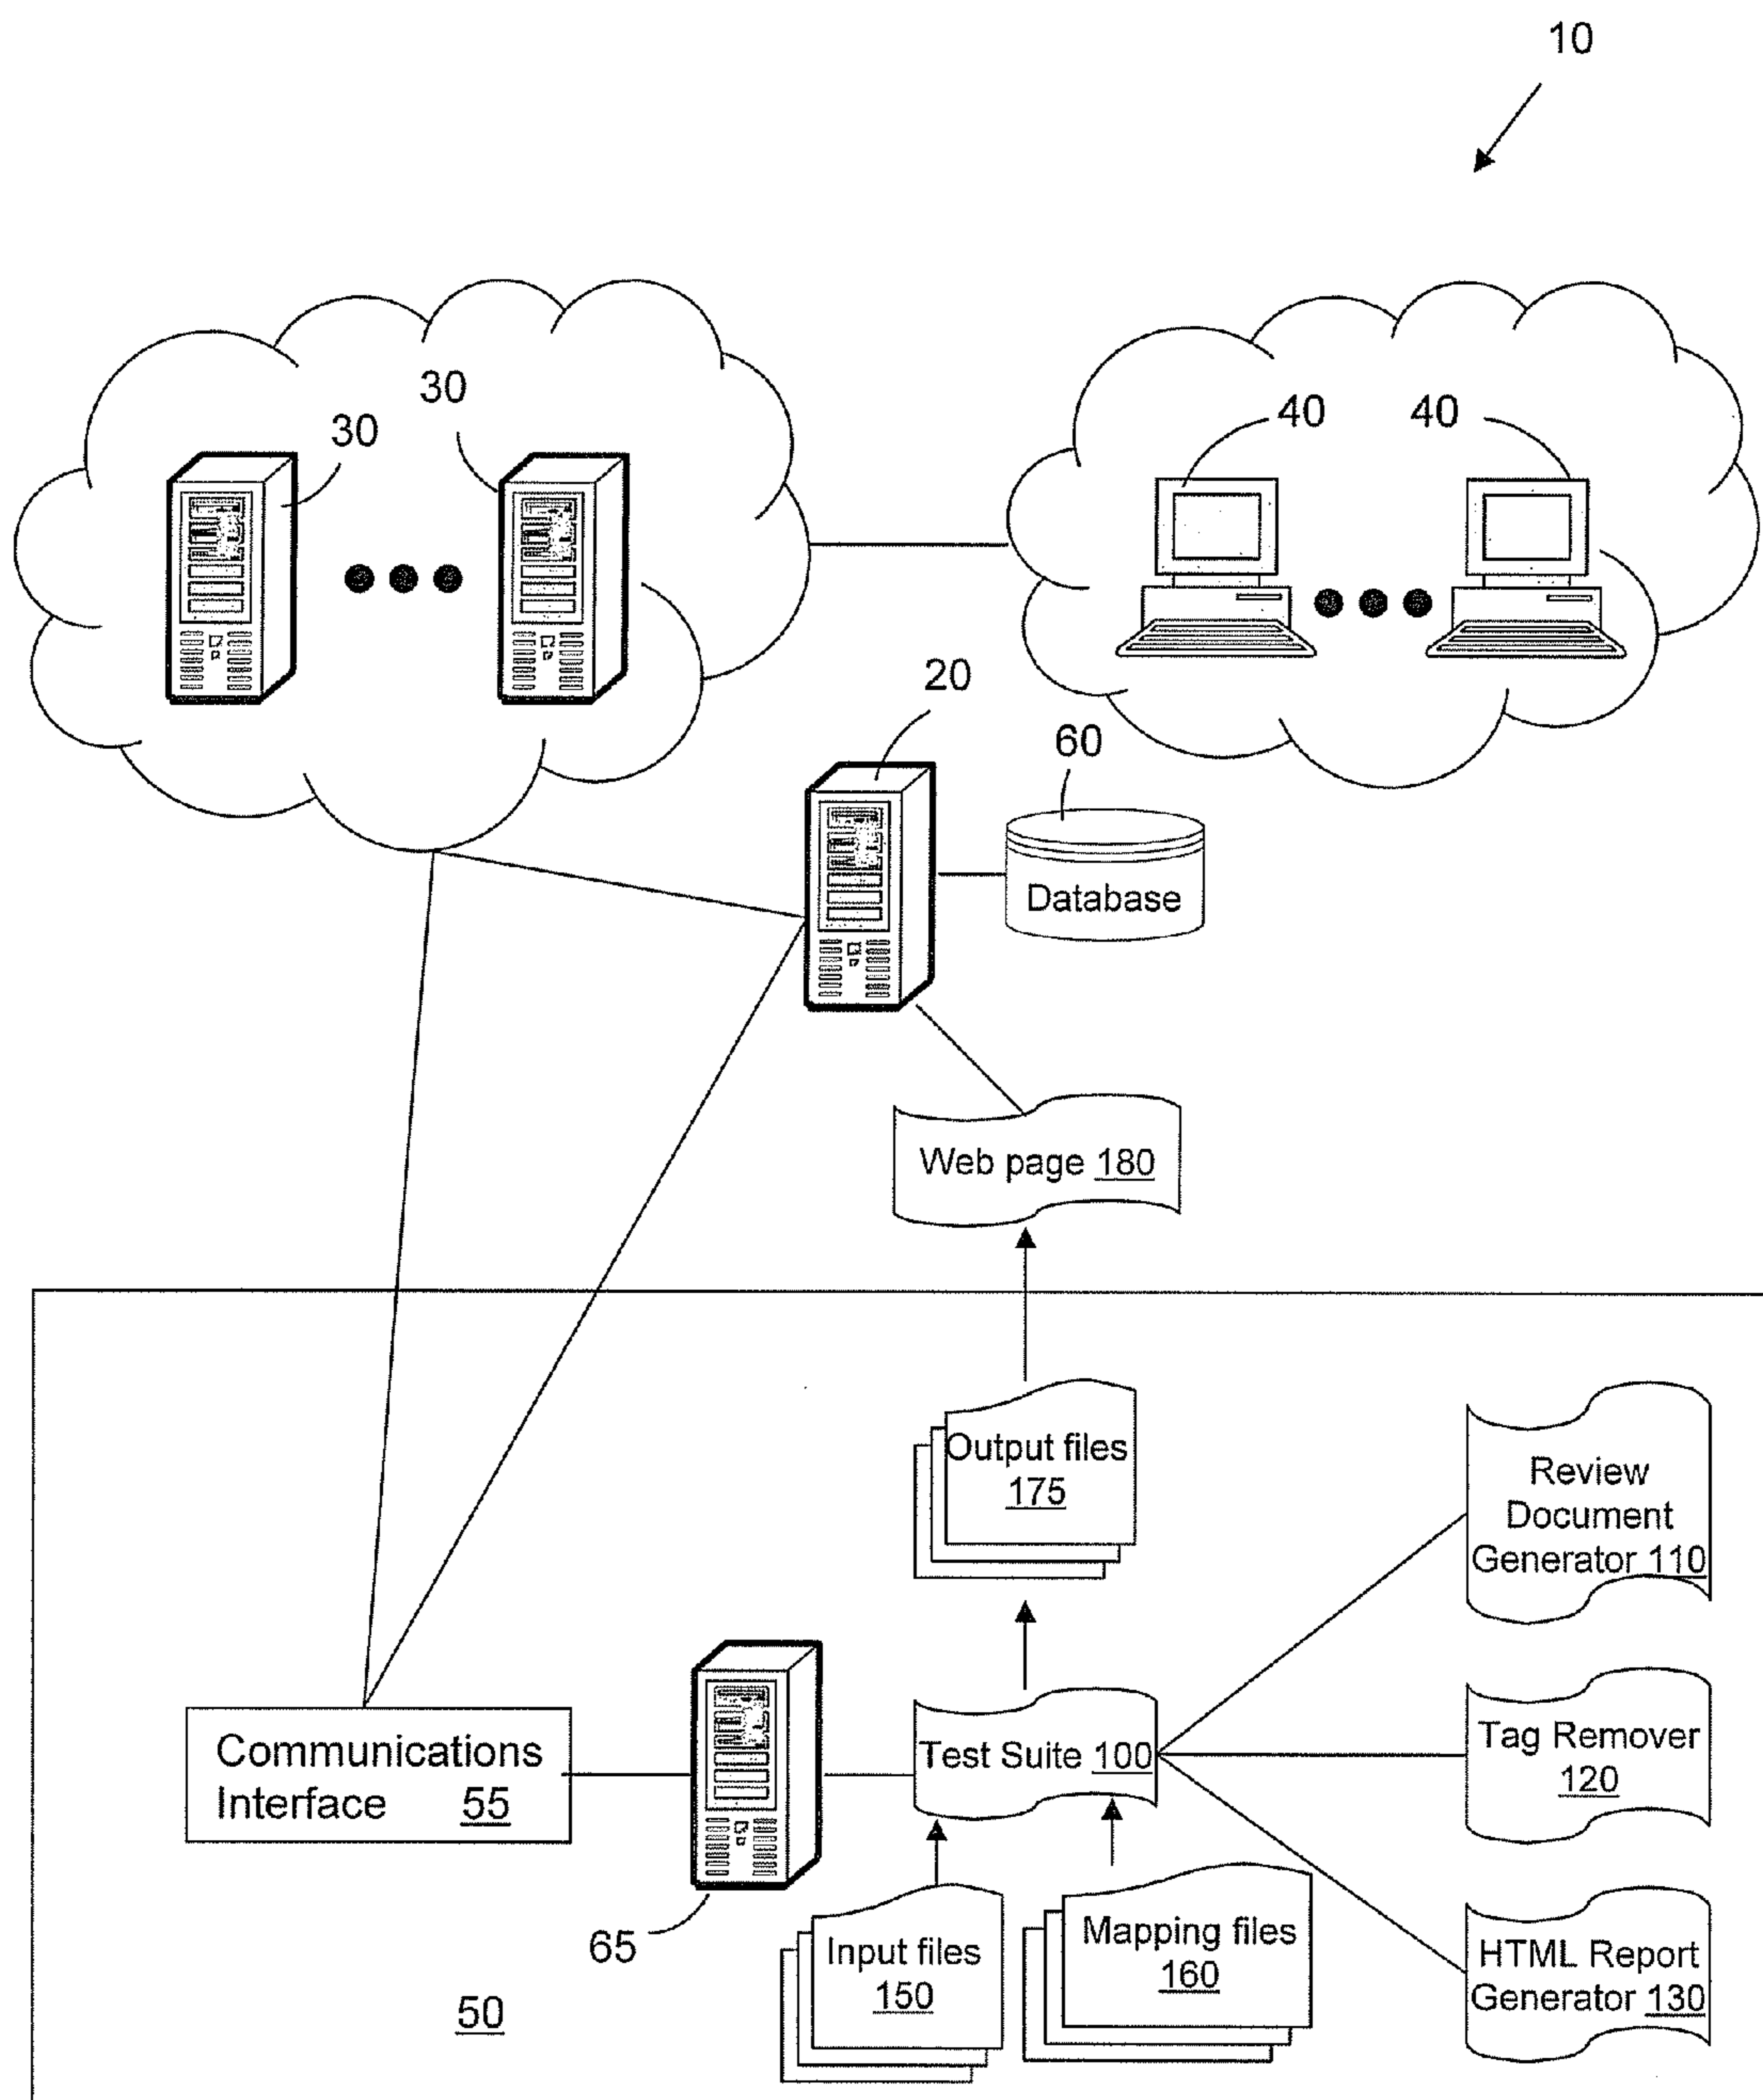 10
30
30
40
40
20
60
Database
Web page 180
Output files
175
Review
Document
Generator 110
Communications
Interface 55
Test Suite 100
Tag Remover
120
65
Input files
150
Mapping files
160
HTML Report
Generator 130
50